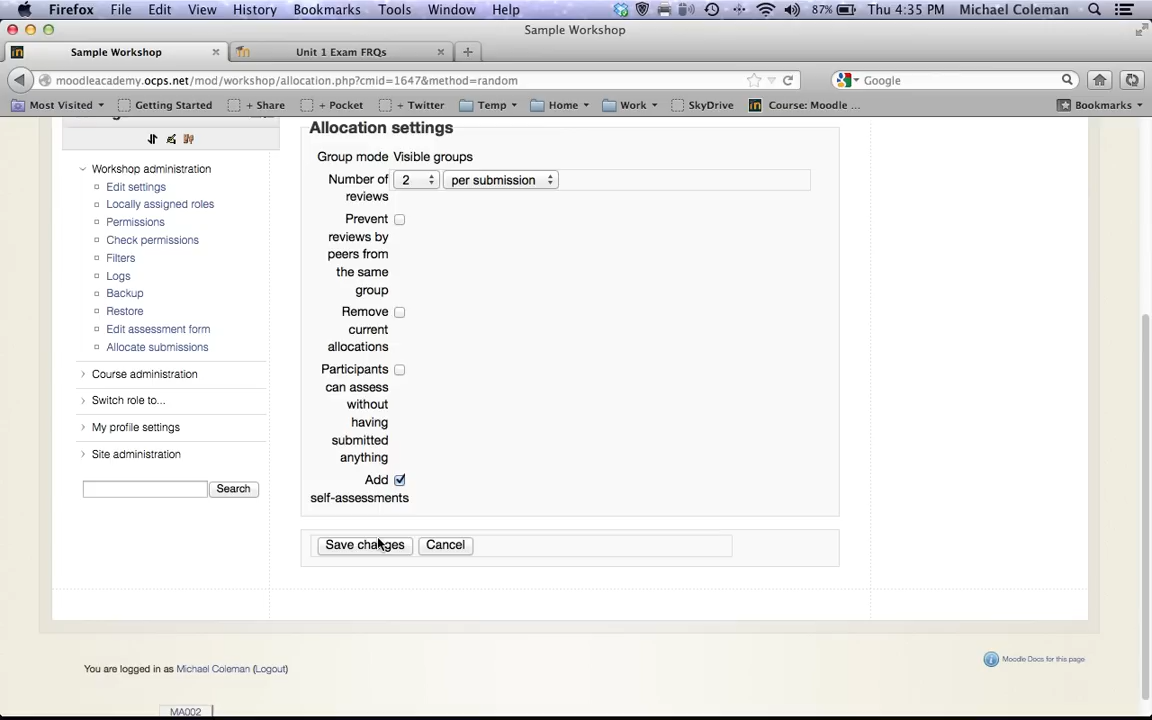 Firefox File Edit View History Bookmarks Tools Window Help 87% Thu 4:35 PM Michael Coleman
Sample Workshop
Sample Workshop Unit 1 Exam FRQs
moodleacademy.ocps.net/mod/workshop/allocation.php?cmid=1647&method=random Google
Most Visited Getting Started + Share + Pocket + Twitter Temp Home Work SkyDrive Course: Moodle ... Bookmarks
Workshop administration
Edit settings
Locally assigned roles
Permissions
Check permissions
Filters
Logs
Backup
Restore
Edit assessment form
Allocate submissions
Course administration
Switch role to...
My profile settings
Site administration
Search
Allocation settings
Group mode Visible groups
Number of 2 per submission
reviews
Prevent
reviews by
peers from
the same
group
Remove
current
allocations
Participants
can assess
without
having
submitted
anything
Add
self-assessments
Save changes Cancel
You are logged in as Michael Coleman (Logout)
Moodle Docs for this page
MA002